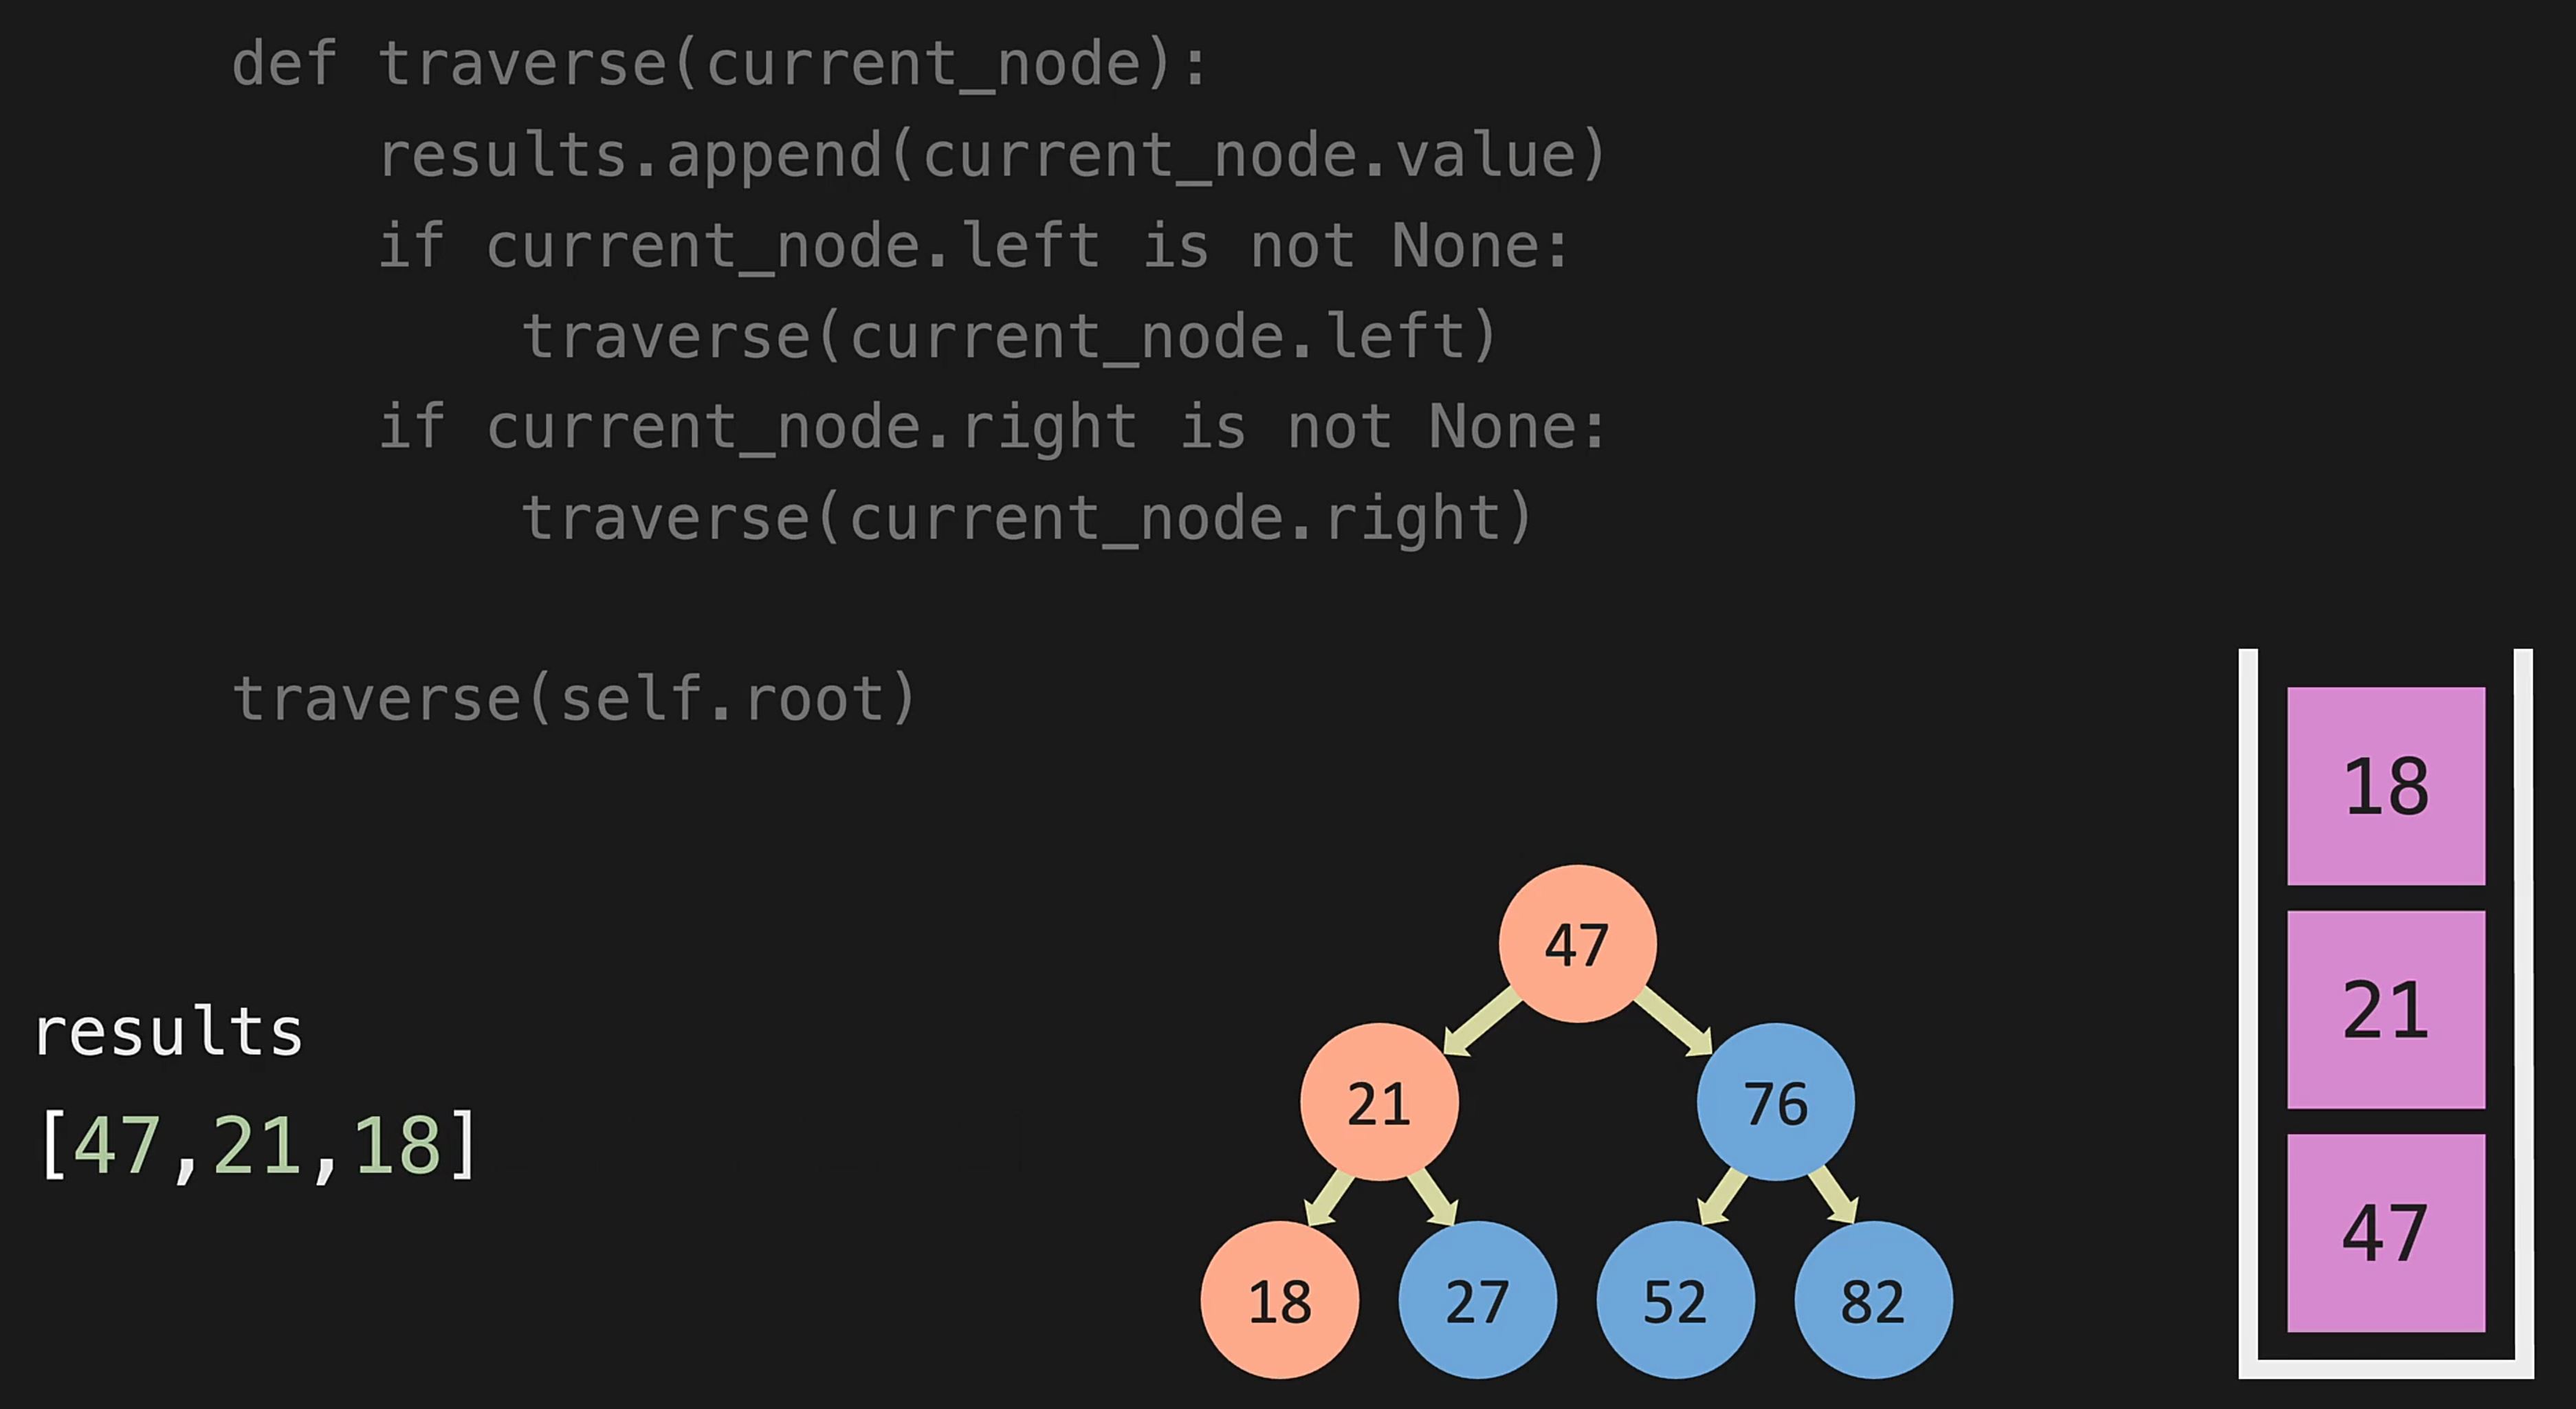 def traverse(current_node):
results.append(current_node.value)
if current_node.left is not None:
traverse(current_node.left)
if current_node.right is not None:
traverse(current_node.right)
traverse(self.root)
results
[47,21,18]
47
21
76
18
27
52
82
18
21
47